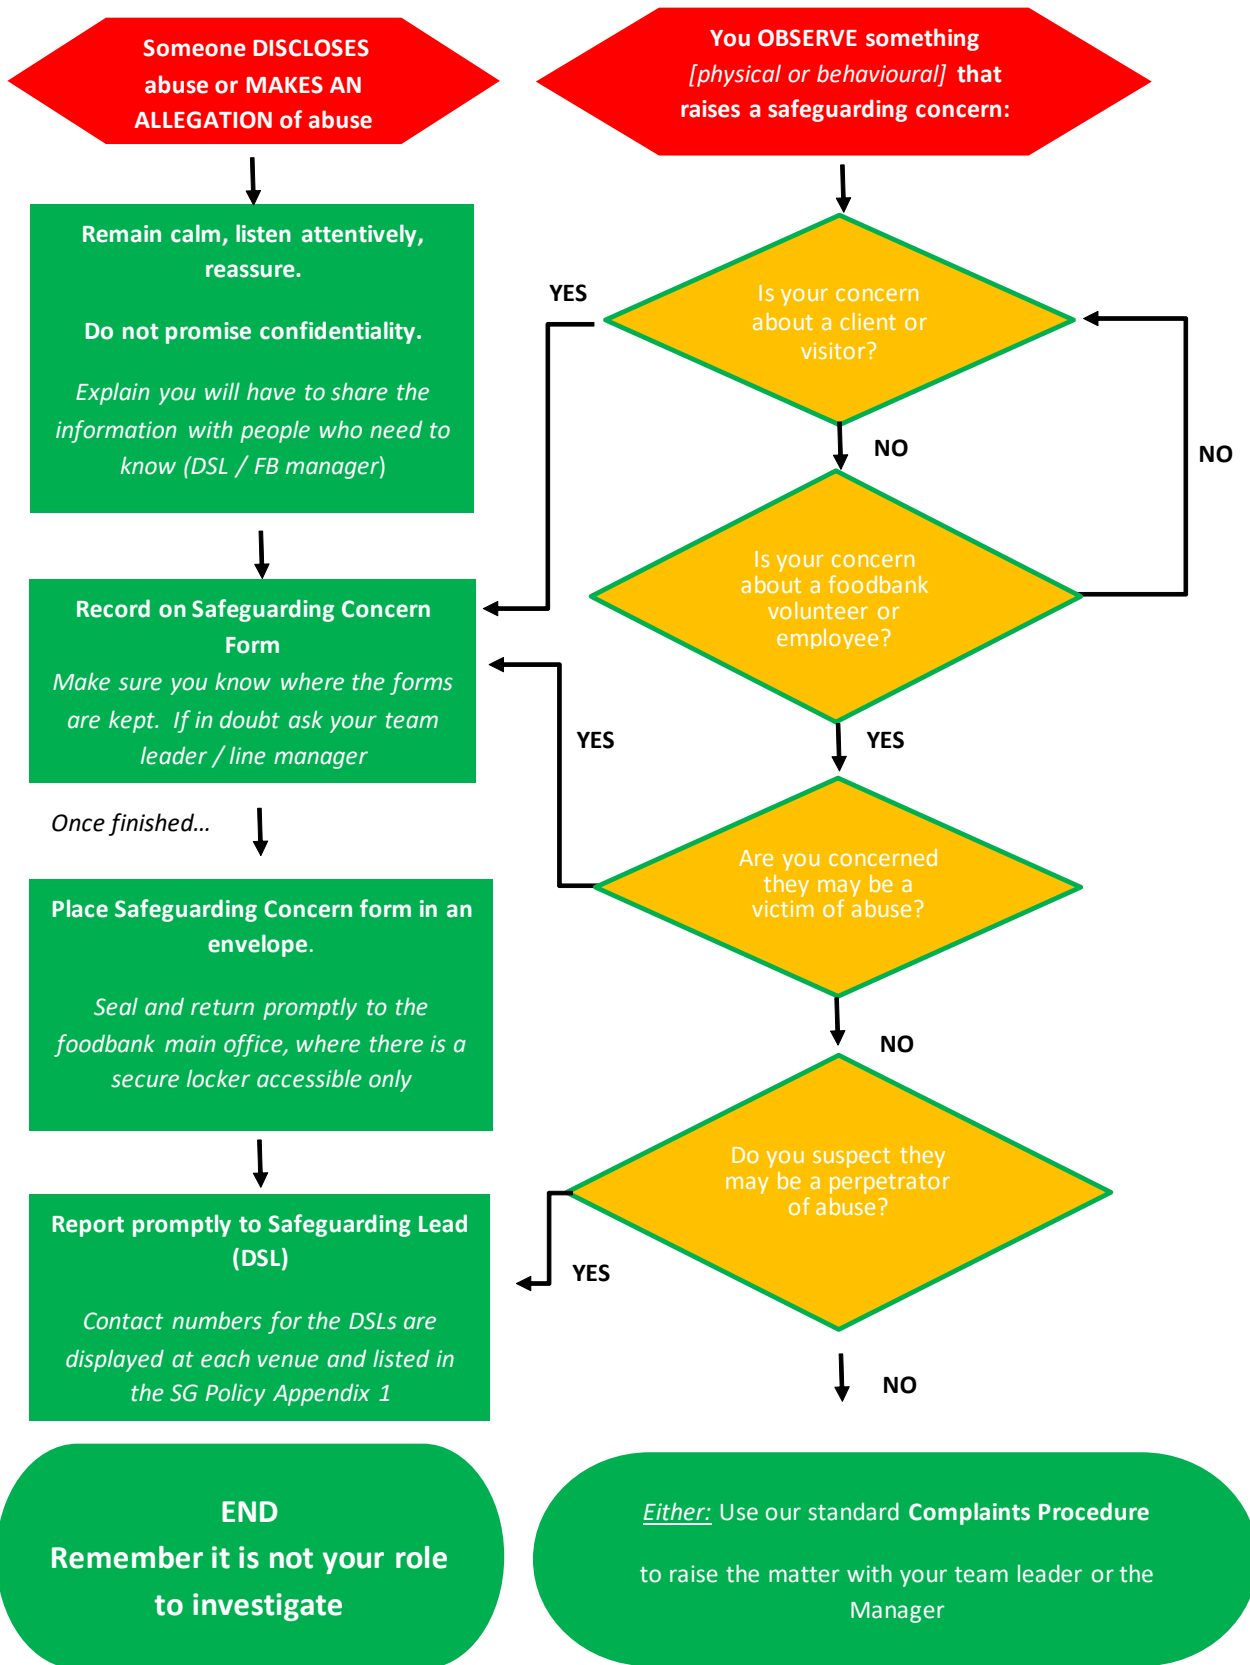 Someone DISCLOSES
abuse or MAKES AN
ALLEGATION of abuse
Remain calm, listen attentively,
reassure.
Do not promise confidentiality.
Explain you will have to share the
information with people who need to
know (DSL / FB manager)
Record on Safeguarding Concern
Form
Make sure you know where the forms
are kept. If in doubt ask your team
leader / line manager
Once finished...
Place Safeguarding Concern form in an
envelope.
Seal and return promptly to the
foodbank main office, where there is a
secure locker accessible only
Report promptly to Safeguarding Lead
(DSL)
Contact numbers for the DSLs are
displayed at each venue and listed in
the SG Policy Appendix 1
END
Remember it is not your role
to investigate
You OBSERVE something
[physical or behavioural] that
raises a safeguarding concern:
Is your concern
about a client or
visitor?
YES
NO
NO
Is your concern
about a foodbank
volunteer or
employee?
YES
YES
Are you concerned
they may be a
victim of abuse?
NO
Do you suspect they
may be a perpetrator
of abuse?
YES
NO
Either: Use our standard Complaints Procedure
to raise the matter with your team leader or the
Manager